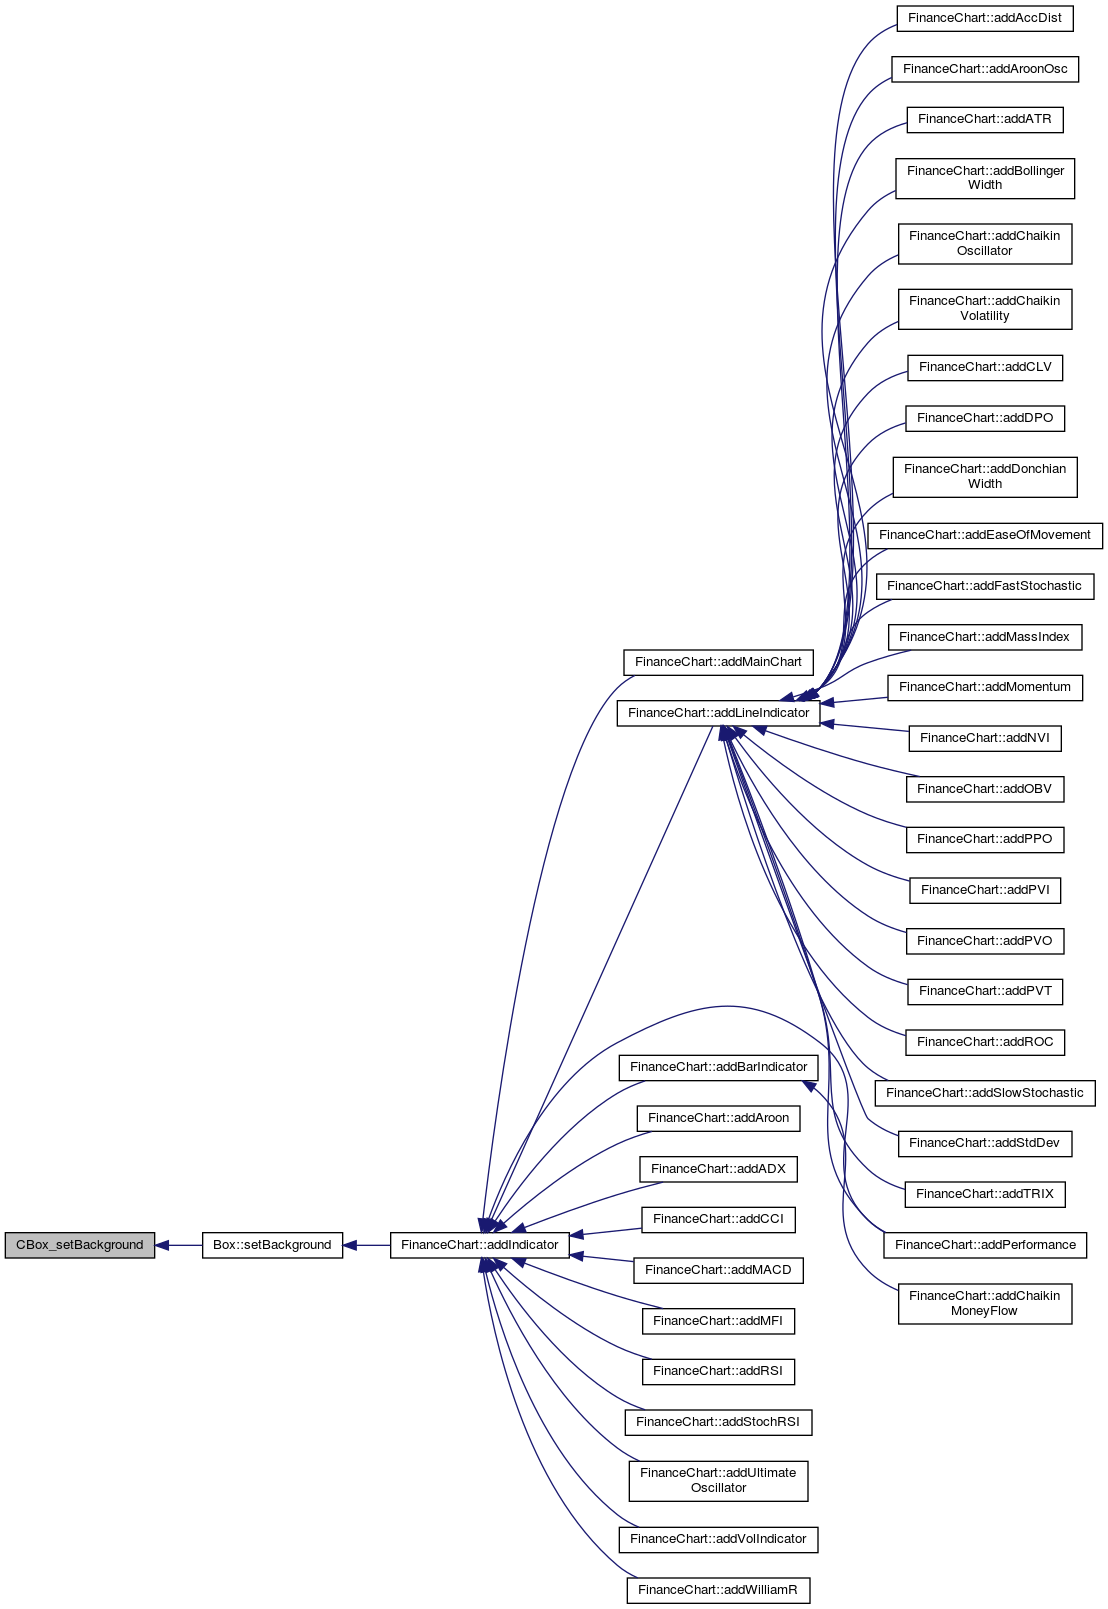 FinanceChart::addAccDist
FinanceChart::addAroonOsc
FinanceChart::addATR
FinanceChart::addBollinger
Width
FinanceChart::addChaikin
Oscillator
FinanceChart::addChaikin
Volatility
FinanceChart::addCLV
FinanceChart::addDPO
FinanceChart::addDonchian
Width
FinanceChart::addEaseOfMovement
FinanceChart::addFastStochastic
FinanceChart::addMassIndex
FinanceChart::addMainChart
FinanceChart::addMomentum
FinanceChart::addLineIndicator
FinanceChart::addNVI
FinanceChart::addOBV
FinanceChart::addPPO
FinanceChart::addPVI
FinanceChart::addPVO
FinanceChart::addPVT
FinanceChart::addROC
FinanceChart::addBarIndicator
FinanceChart::addSlowStochastic
FinanceChart::addAroon
FinanceChart::addStdDev
FinanceChart::addADX
FinanceChart::addTRIX
FinanceChart::addCCI
CBox_setBackground
Box::setBackground
FinanceChart::addIndicator
FinanceChart::addPerformance
FinanceChart::addMACD
FinanceChart::addChaikin
MoneyFlow
FinanceChart::addMFI
FinanceChart::addRSI
FinanceChart::addStochRSI
FinanceChart::addUltimate
Oscillator
FinanceChart::addVolIndicator
FinanceChart::addWilliamR